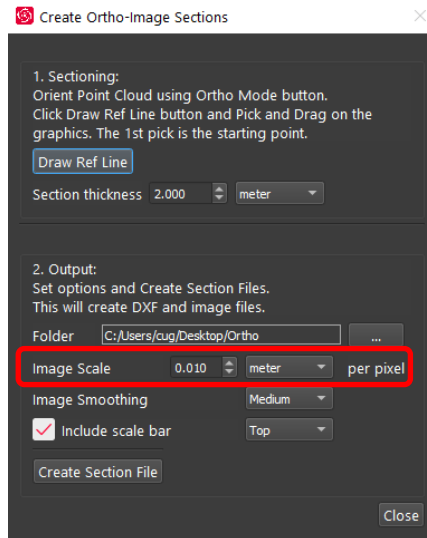 Create Ortho-Image Sections
1. Sectioning:
Orient Point Cloud using Ortho Mode button.
Click Draw Ref Line button and Pick and Drag on the
graphics. The 1st pick is the starting point.
Draw Ref Line
Section thickness 2.000 meter
2. Output:
Set options and Create Section Files.
This will create DXF and image files.
Folder C:/Users/cug/Desktop/Ortho ...
Image Scale 0.010 meter per pixel
Image Smoothing Medium
Include scale bar Top
Create Section File
Close